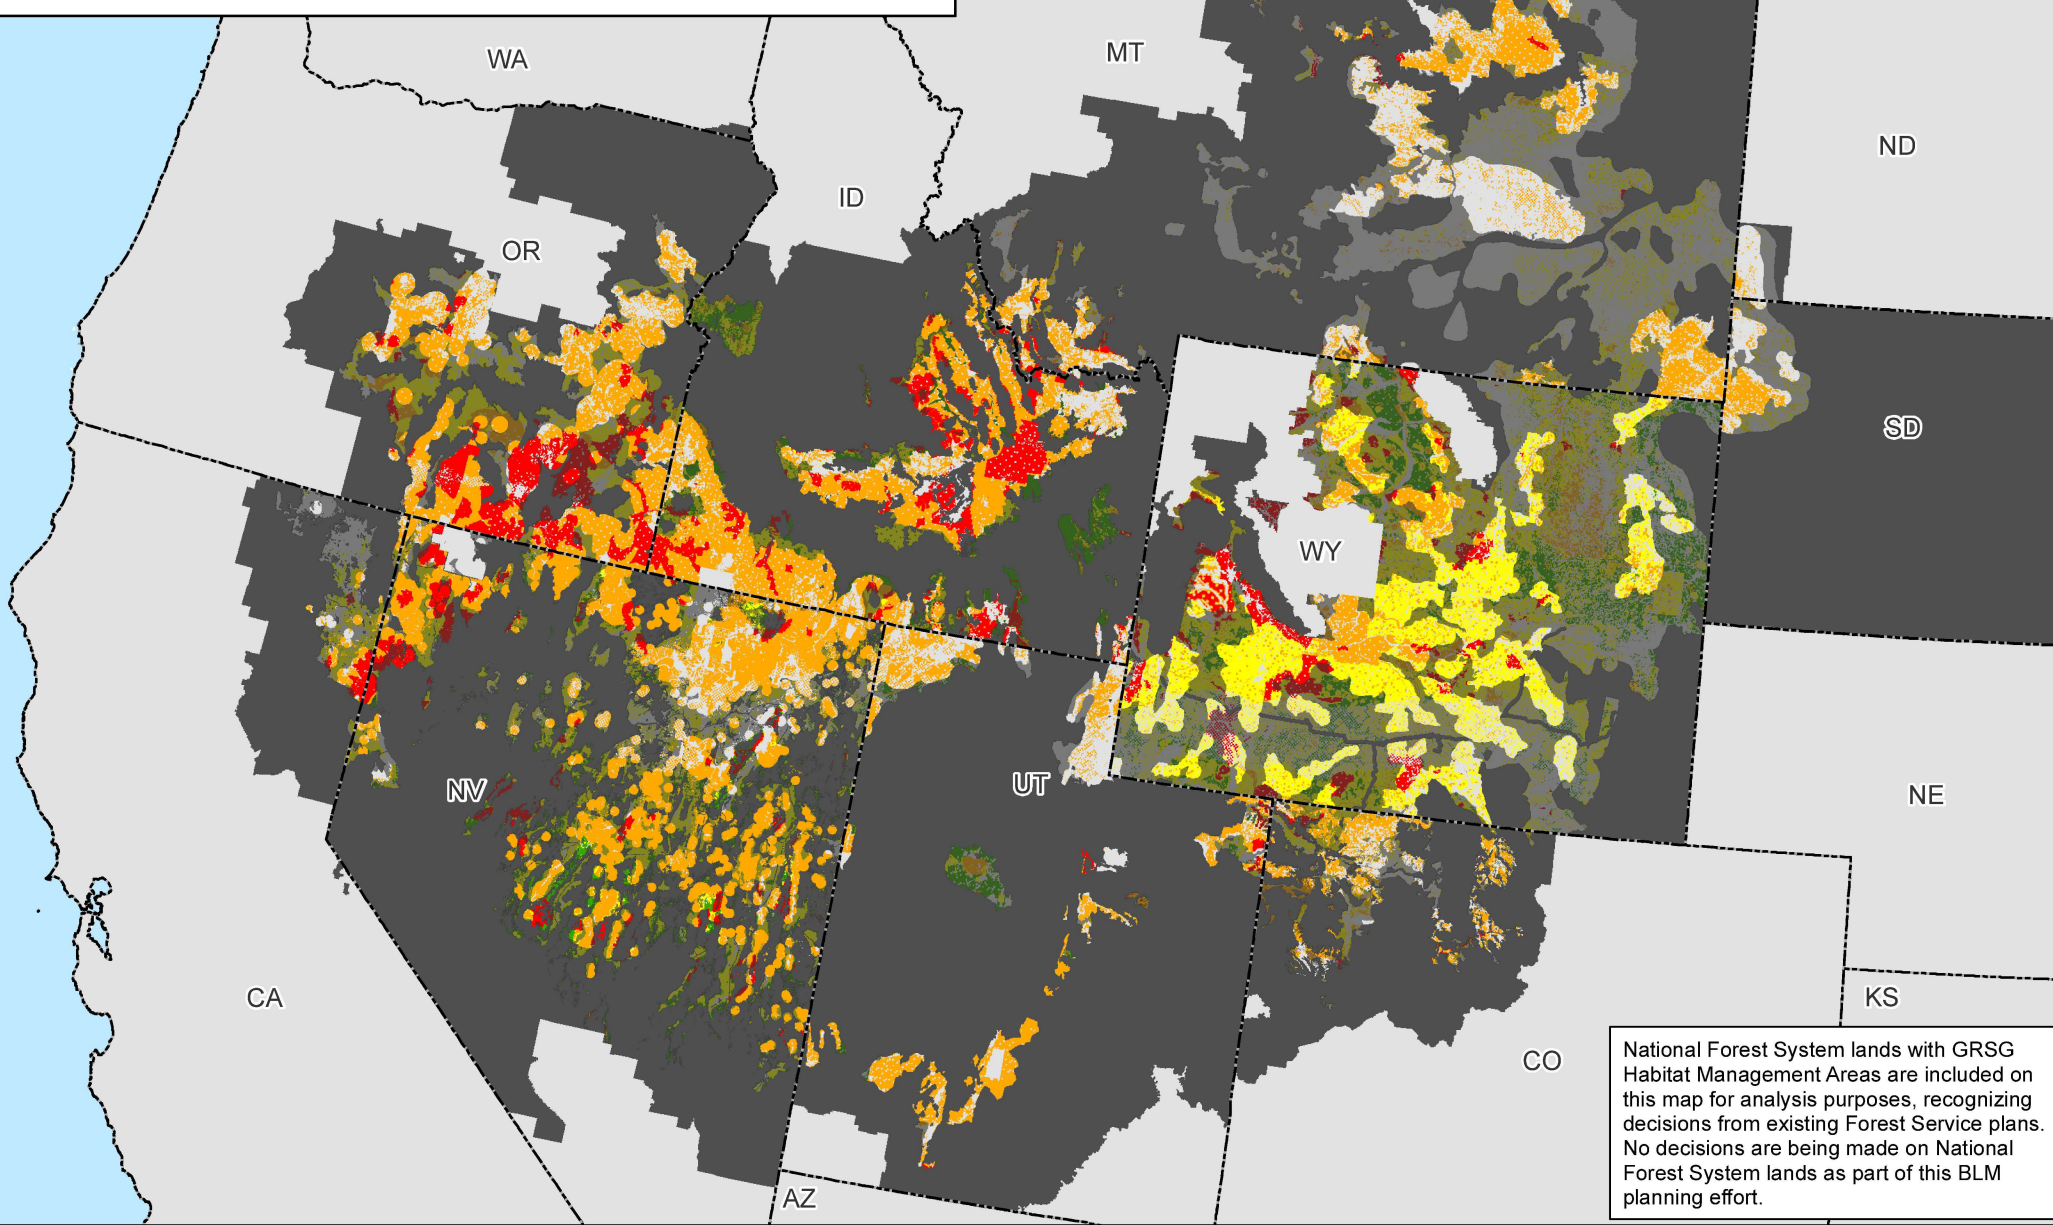 WA
MT
ND
ID
OR
SD
WY
UT
NV
NE
CA
KS
CO
AZ
National Forest System lands with GRSG
Habitat Management Areas are included on
this map for analysis purposes, recognizing
decisions from existing Forest Service plans.
No decisions are being made on National
Forest System lands as part of this BLM
planning effort.